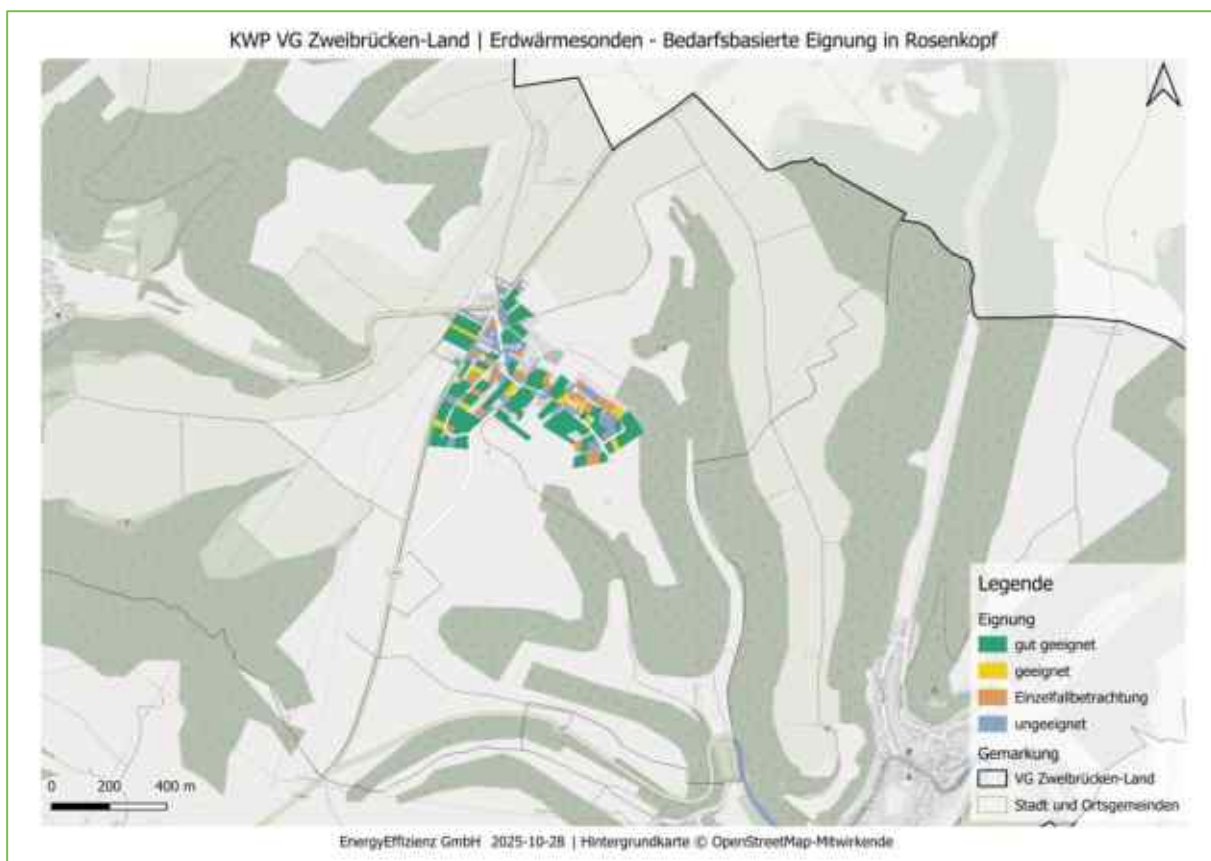 KWP VG Zweibrücken-Land | Erdwärmesonden - Bedarfsbasierte Eignung in Rosenkopf
Legende
Eignung
gut geeignet
geeignet
Einzelfallbetrachtung
ungeeignet
Gemarkung
VG Zweibrücken-Land
Stadt und Ortsgemeinden
0 200 400 m
EnergyEffizienz GmbH 2025-10-28 | Hintergrundkarte © OpenStreetMap-Mitwirkende